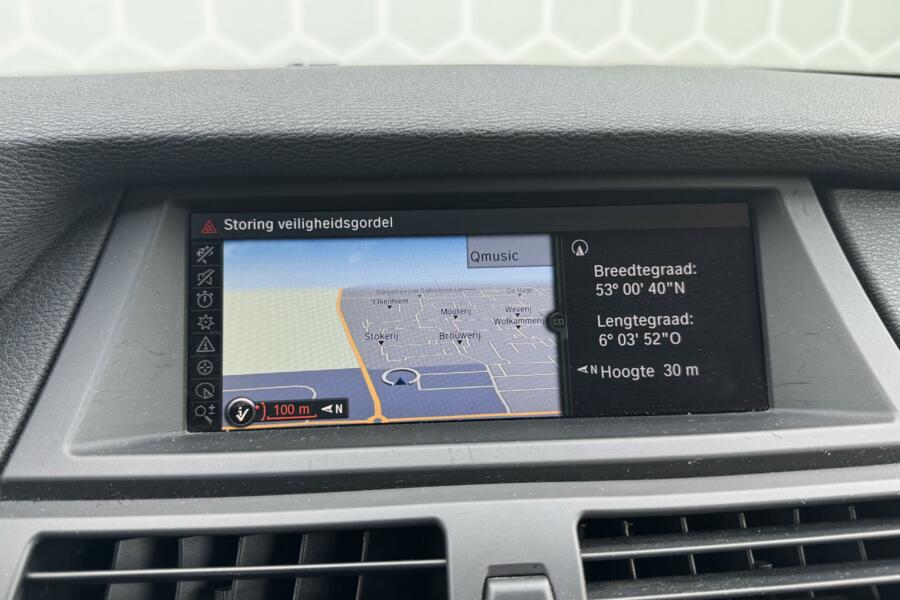 Storing veiligheidsgordel
Qmusic
De Hage
't Ikenhiem
Mouterij
Weverij
Wolkammerij
Stokerij
Brouwerij
100 m
N
Breedtegraad:
53° 00' 40"N
Lengtegraad:
6° 03' 52"O
N Hoogte 30 m